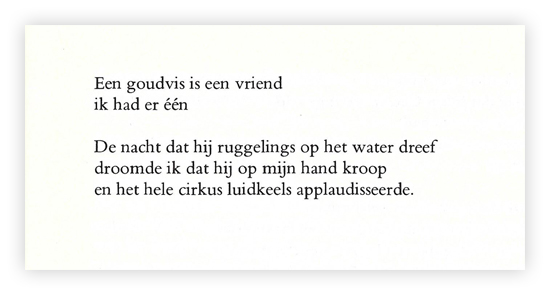 Een goudvis is een vriend
ik had er één
De nacht dat hij ruggelings op het water dreef
droomde ik dat hij op mijn hand kroop
en het hele cirkus luidkeels applaudisseerde.